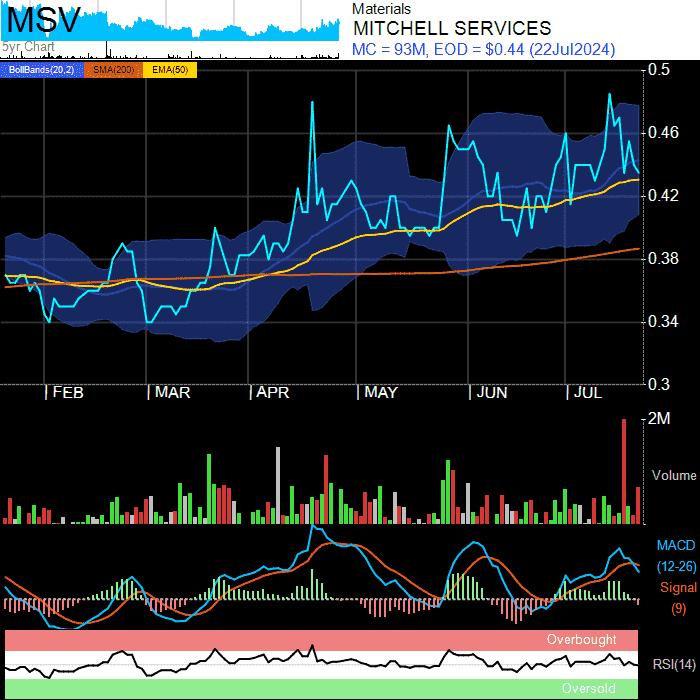 MSV
5yr Chart
Materials
MITCHELL SERVICES
MC = 93M, EOD = $0.44 (22Jul2024)
BollBands(20,2) SMA(200) EMA(50)
0.5
0.46
0.42
0.38
0.34
0.3
FEB MAR APR MAY JUN JUL
2M
Volume
MACD
(12-26)
Signal
(9)
Overbought
RSI(14)
Oversold